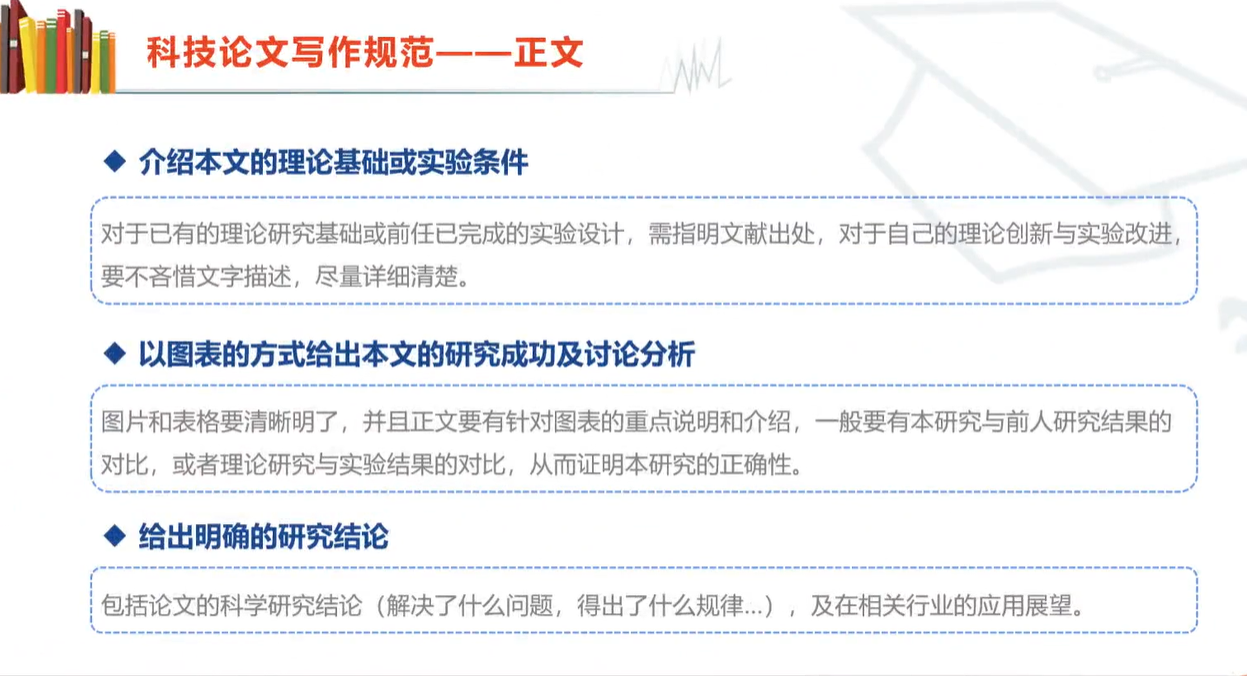 科技论文写作规范——正文
介绍本文的理论基础或实验条件
对于已有的理论研究基础或前任已完成的实验设计，需指明文献出处，对于自己的理论创新与实验改进，
要不吝惜文字描述，尽量详细清楚。
以图表的方式给出本文的研究成功及讨论分析
图片和表格要清晰明了，并且正文要有针对图表的重点说明和介绍，一般要有本研究与前人研究结果的
对比，或者理论研究与实验结果的对比，从而证明本研究的正确性。
给出明确的研究结论
包括论文的科学研究结论（解决了什么问题，得出了什么规律...），及在相关行业的应用展望。